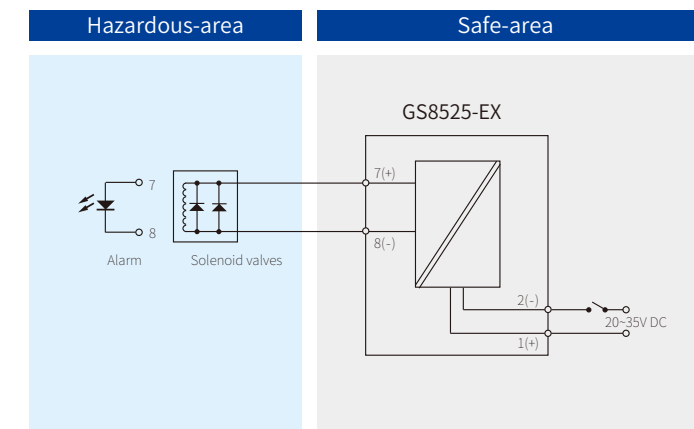 Hazardous-area
Safe-area
GS8525-EX
7(+)
7
8
8(-)
Alarm
Solenoid valves
2(-)
20~35V DC
1(+)